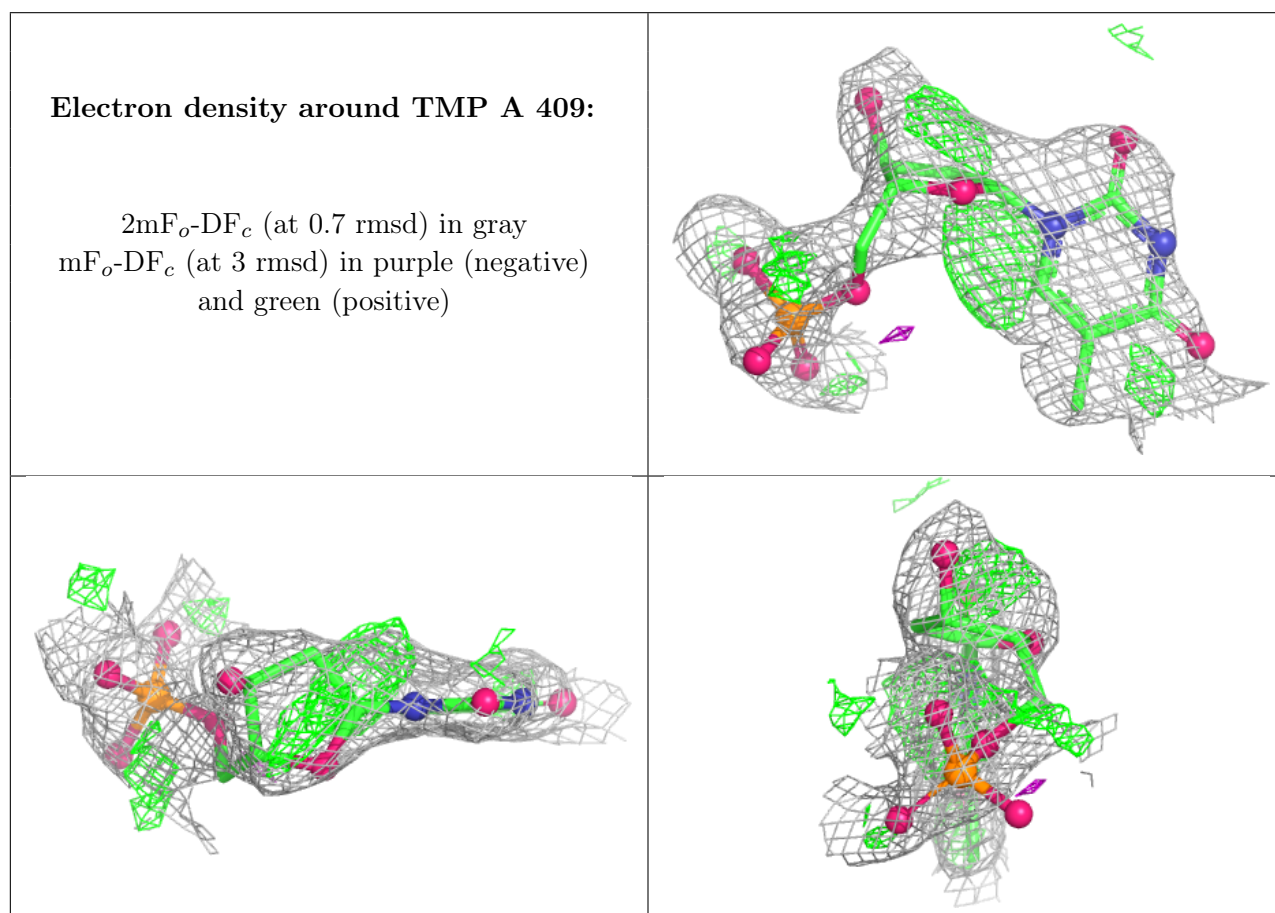 Electron density around TMP A 409:
2mFo-DFc (at 0.7 rmsd) in gray
mFo-DFc (at 3 rmsd) in purple (negative)
and green (positive)